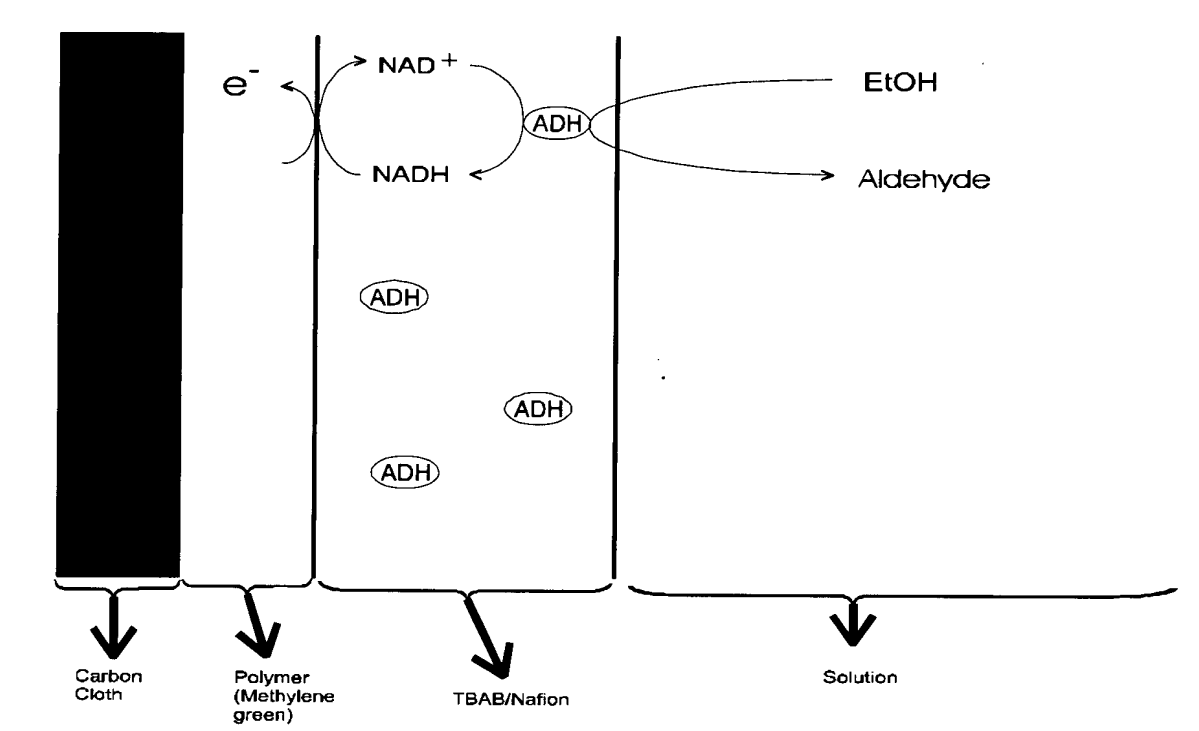 NAD+
e-
EtOH
ADH
NADH
Aldehyde
ADH
ADH
ADH
Carbon
Cloth
Polymer
(Methylene
green)
TBAB/Nafion
Solution